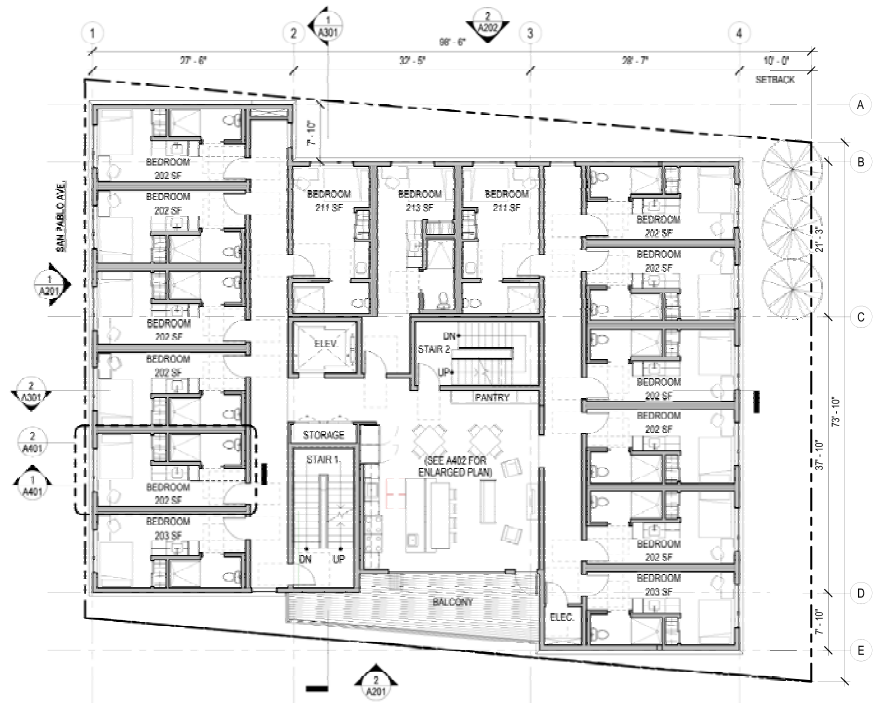 1
2
1
A301
2
A202
3
4
98' - 6"
27' - 6"
32' - 5"
28' - 7"
10' - 0"
SETBACK
A
7' - 10"
B
BEDROOM
202 SF
BEDROOM
202 SF
BEDROOM
202 SF
BEDROOM
202 SF
BEDROOM
202 SF
BEDROOM
203 SF
BEDROOM
211 SF
BEDROOM
213 SF
BEDROOM
211 SF
BEDROOM
202 SF
BEDROOM
202 SF
BEDROOM
202 SF
BEDROOM
202 SF
BEDROOM
202 SF
BEDROOM
203 SF
SAN PABLO AVE.
21' - 3"
1
A201
C
ELEV.
DN
STAIR 2
UP
PANTRY
2
A301
2
A401
1
A401
STORAGE
STAIR 1
DN
UP
(SEE A402 FOR
ENLARGED PLAN)
73' - 10"
37' - 10"
D
BALCONY
ELEC.
7' - 10"
E
2
A201